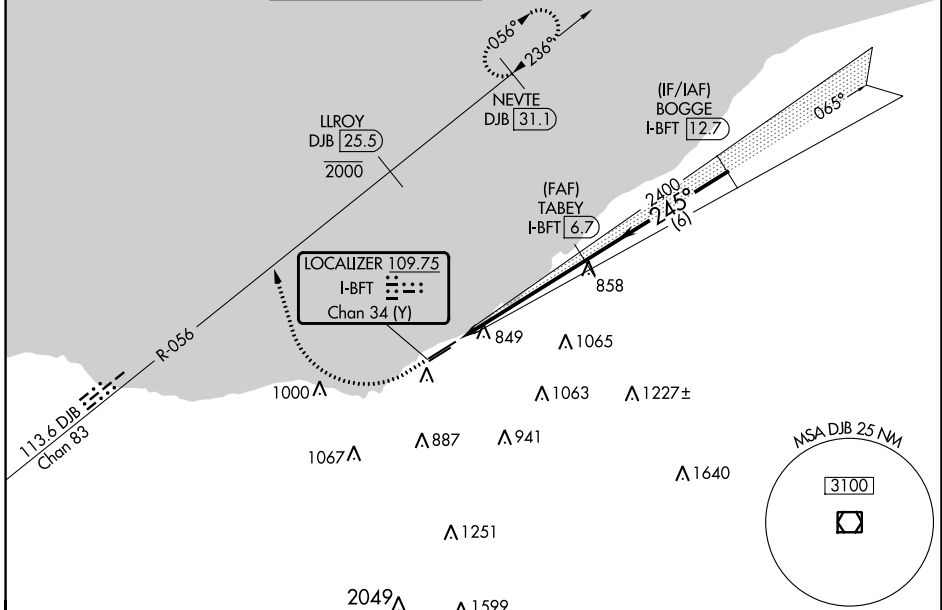 056°
236°
NEVTE
DJB 31.1
LLROY
DJB 25.5
2000
(IF/IAF)
BOGGE
I-BFT 12.7
065°
2400
245°
(6)
(FAF)
TABEY
I-BFT 6.7
858
LOCALIZER 109.75
I-BFT
Chan 34 (Y)
849
1065
R-056
1000
1063
1227±
113.6 DJB
Chan 83
1067
887
941
1640
MSA DJB 25 NM
3100
1251
2049
1599